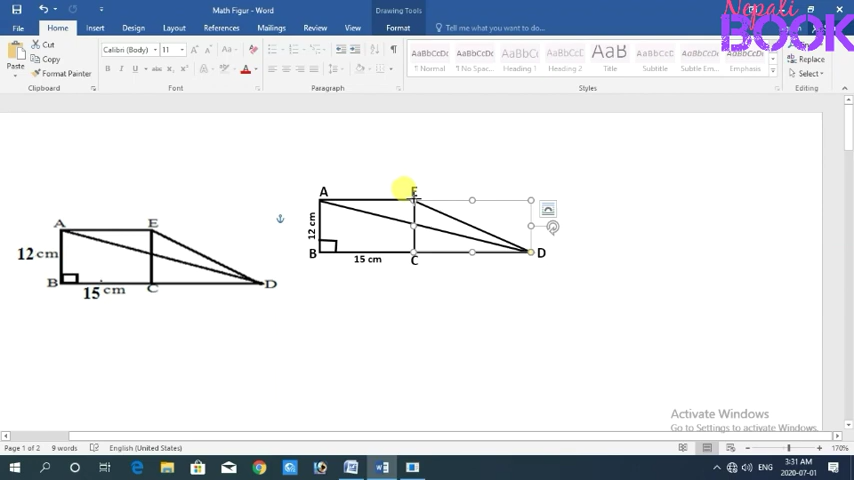 Math Figur - Word
Drawing Tools
Nepali
BOOK
File Home Insert Design Layout References Mailings Review View Format Tell me what you want to do...
Cut
Copy
Format Painter
Paste
Clipboard
Calibri (Body) 11
Font
Paragraph
AaBbCcDc AaBbCcDc AaBbCc AaBbCcC AaB AaBbCcC AaBbCcDc AaBbCcDc
¶ Normal ¶ No Spac... Heading 1 Heading 2 Title Subtitle Subtle Em... Emphasis
Styles
Replace
Select
Editing
A E
12 cm
B 15 cm C D
A E
12 cm
B 15 cm C D
Activate Windows
Go to Settings to activate Windows.
Page 1 of 2 9 words English (United States) 170%
ENG 3:31 AM
2020-07-01